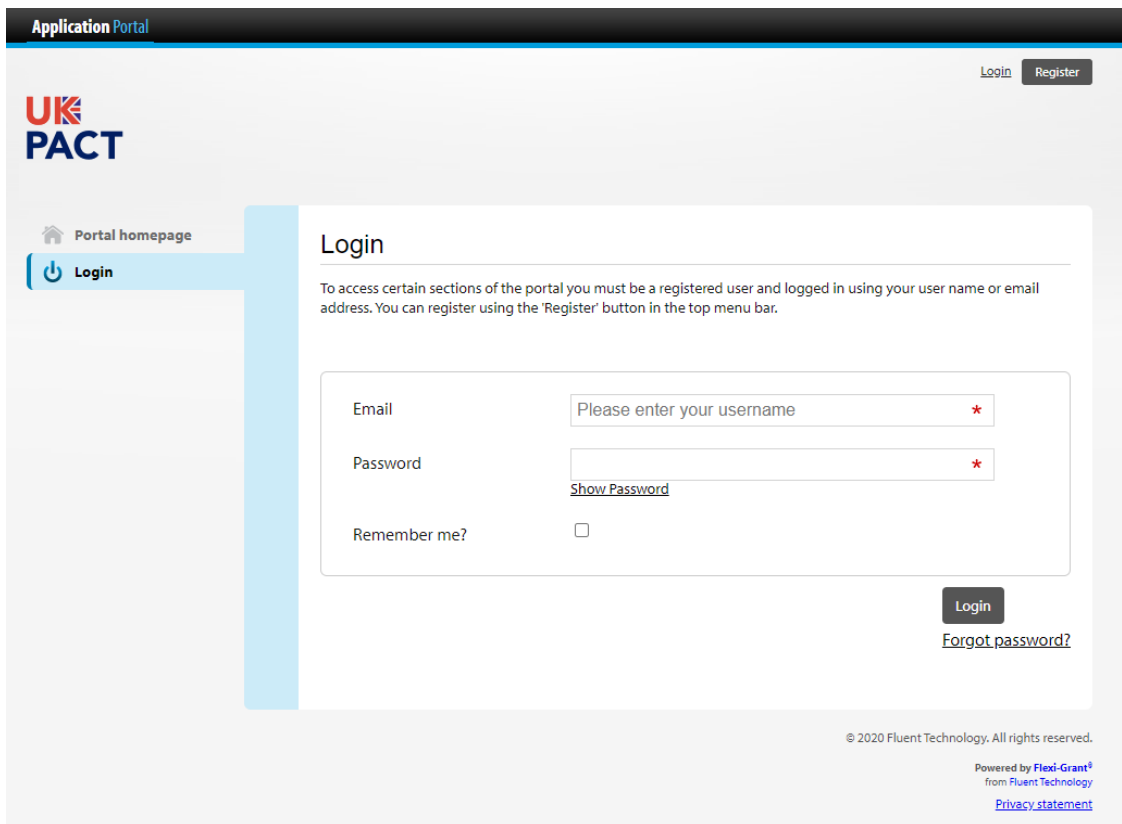 Application Portal
Login Register
UK
PACT
Portal homepage
Login
Login
To access certain sections of the portal you must be a registered user and logged in using your user name or email
address. You can register using the 'Register' button in the top menu bar.
Email Please enter your username *
Password *
Show Password
Remember me?
Login
Forgot password?
© 2020 Fluent Technology. All rights reserved.
Powered by Flexi-Grant®
from Fluent Technology
Privacy statement